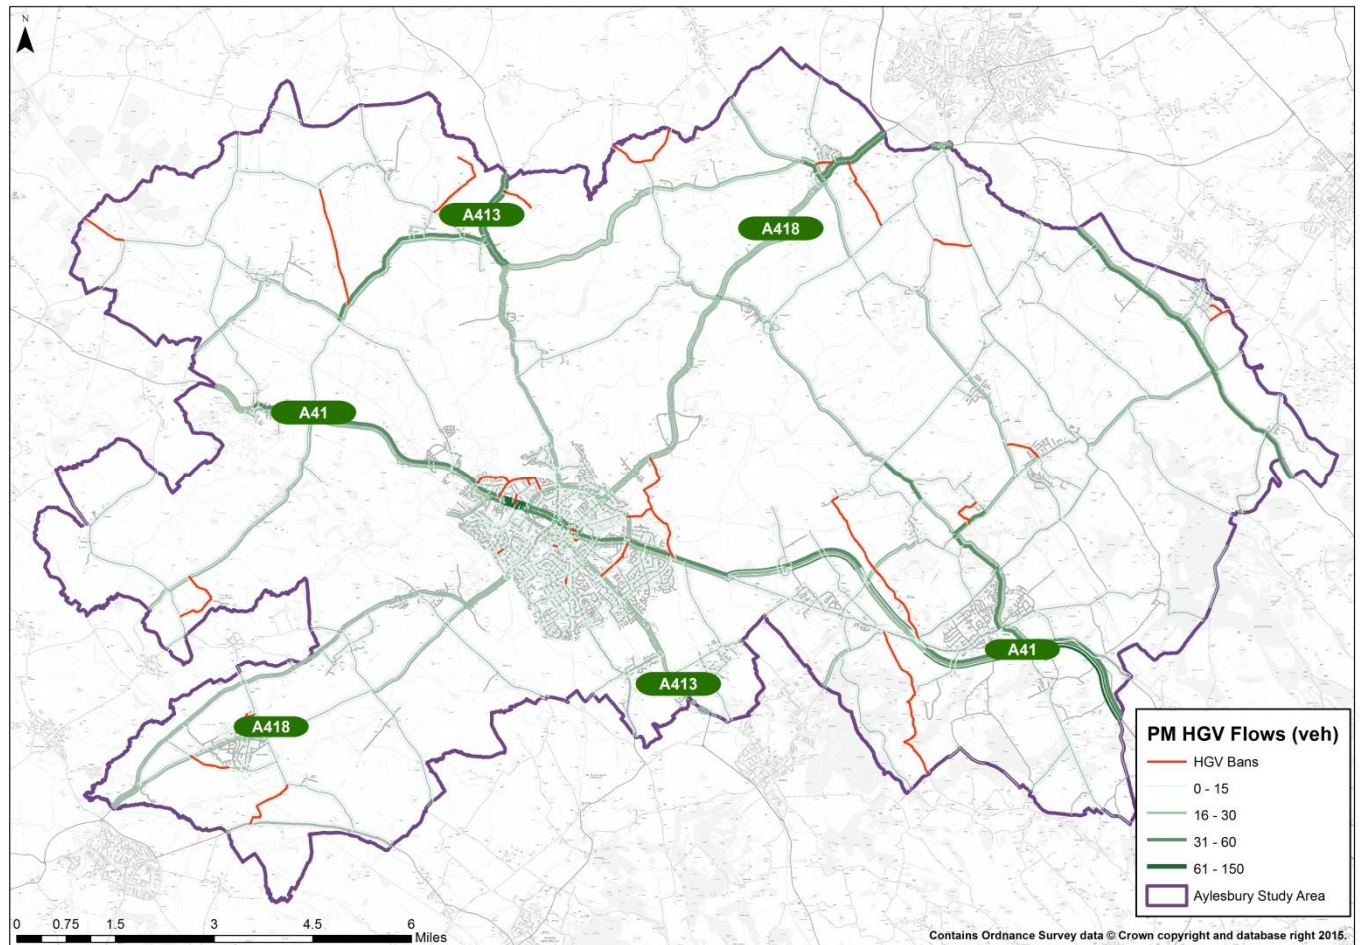 N
A413
A418
A41
A41
A413
A418
PM HGV Flows (veh)
HGV Bans
0 - 15
16 - 30
31 - 60
61 - 150
Aylesbury Study Area
0 0.75 1.5 3 4.5 6
Miles
Contains Ordnance Survey data © Crown copyright and database right 2015.